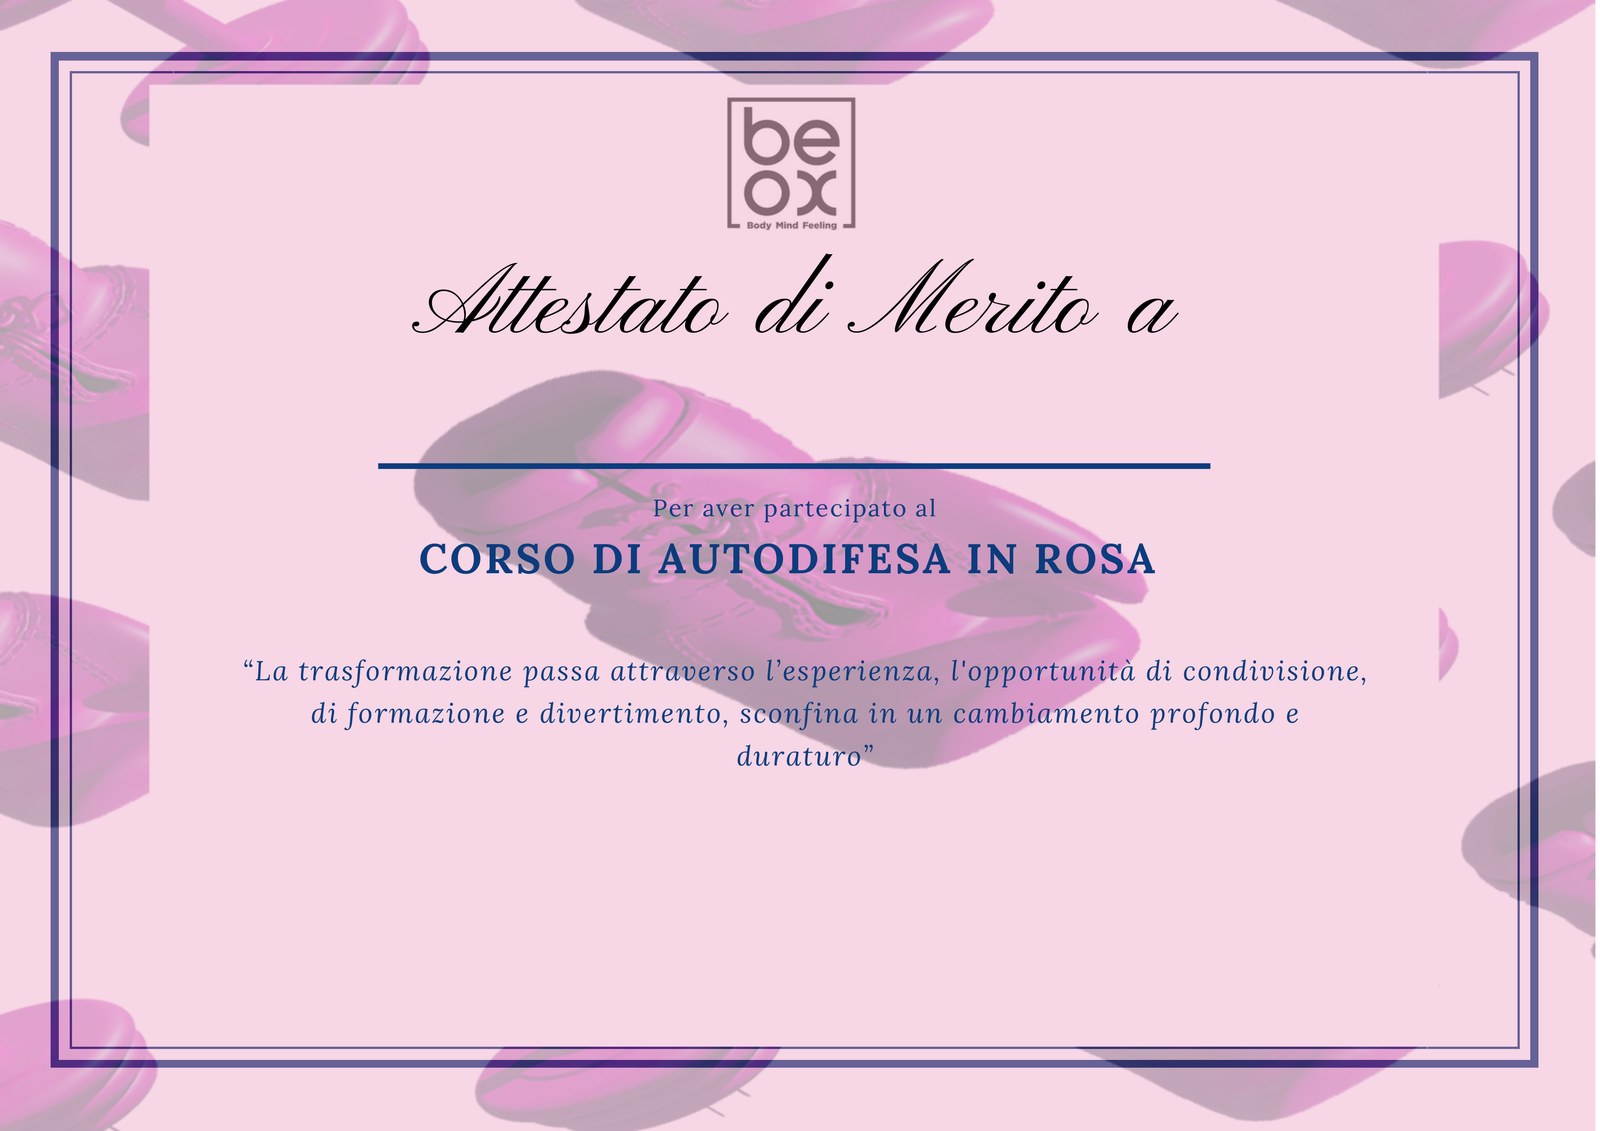 be
ox
Body Mind Feeling
Attestato di Merito a
Per aver partecipato al
CORSO DI AUTODIFESA IN ROSA
“La trasformazione passa attraverso l’esperienza, l'opportunità di condivisione,
di formazione e divertimento, sconfina in un cambiamento profondo e
duraturo”